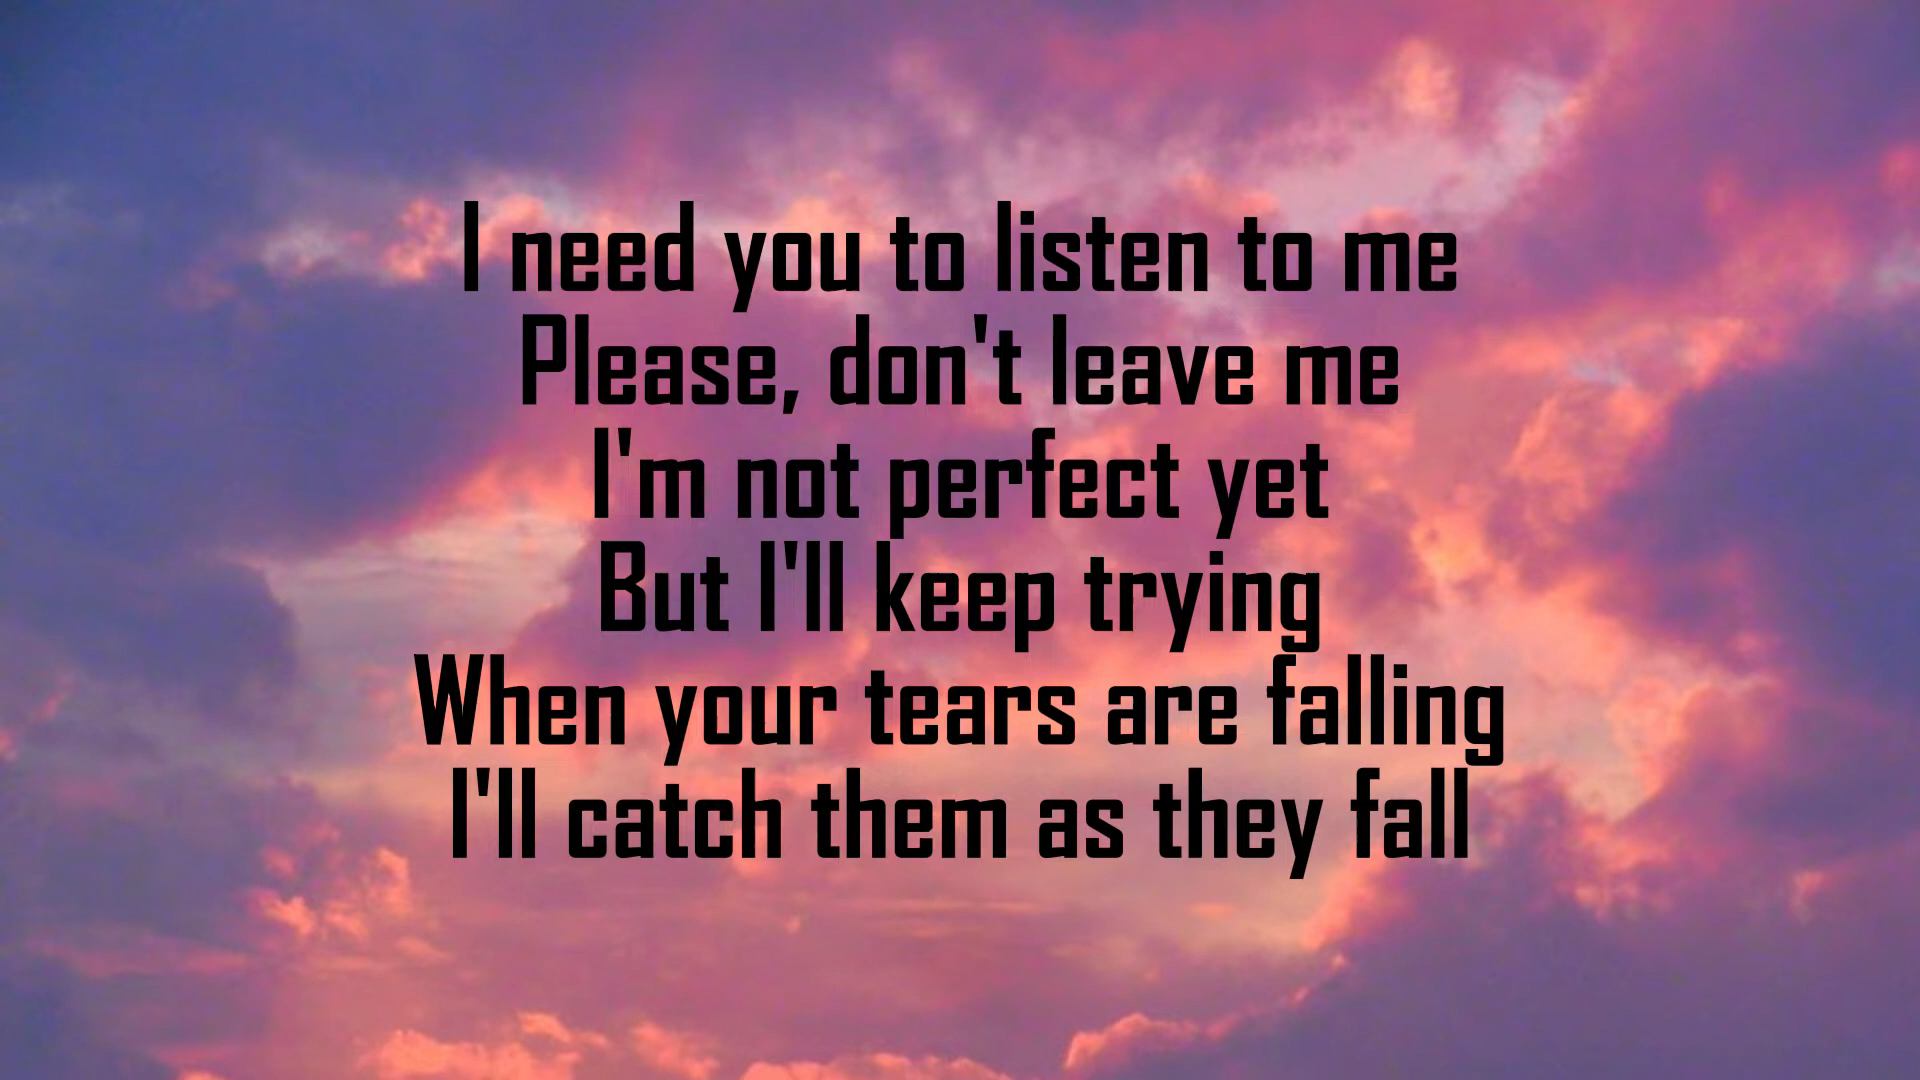 I need you to listen to me
Please, don't leave me
I'm not perfect yet
But I'll keep trying
When your tears are falling
I'll catch them as they fall